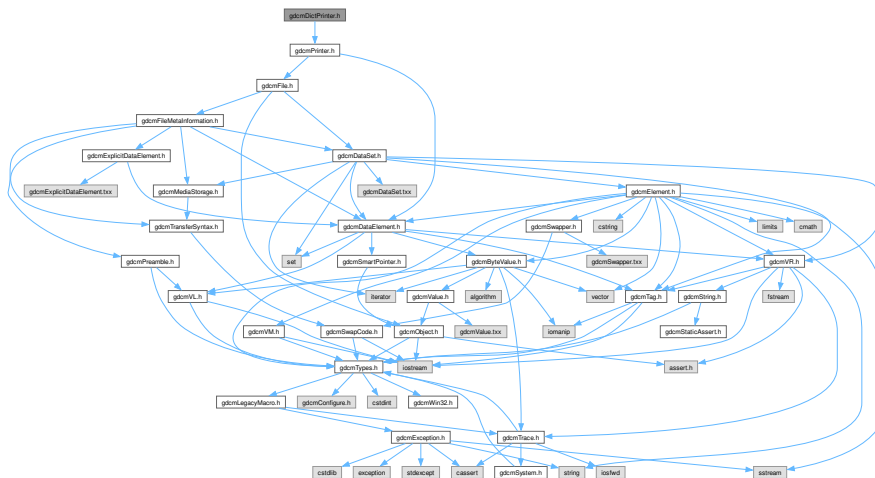 gdcmDictPrinter.h
gdcmPrinter.h
gdcmFile.h
gdcmFileMetaInformation.h
gdcmExplicitDataElement.h
gdcmDataSet.h
gdcmExplicitDataElement.txx
gdcmMediaStorage.h
gdcmDataSet.txx
gdcmElement.h
gdcmTransferSyntax.h
gdcmDataElement.h
gdcmSwapper.h
cstring
limits
cmath
gdcmPreamble.h
set
gdcmSmartPointer.h
gdcmByteValue.h
gdcmSwapper.txx
gdcmVR.h
gdcmVL.h
iterator
gdcmValue.h
algorithm
vector
gdcmTag.h
gdcmString.h
fstream
gdcmVM.h
gdcmSwapCode.h
gdcmObject.h
gdcmValue.txx
iomanip
gdcmStaticAssert.h
gdcmTypes.h
iostream
assert.h
gdcmLegacyMacro.h
gdcmConfigure.h
cstdint
gdcmWin32.h
gdcmException.h
gdcmTrace.h
cstdlib
exception
stdexcept
cassert
gdcmSystem.h
string
iosfwd
sstream